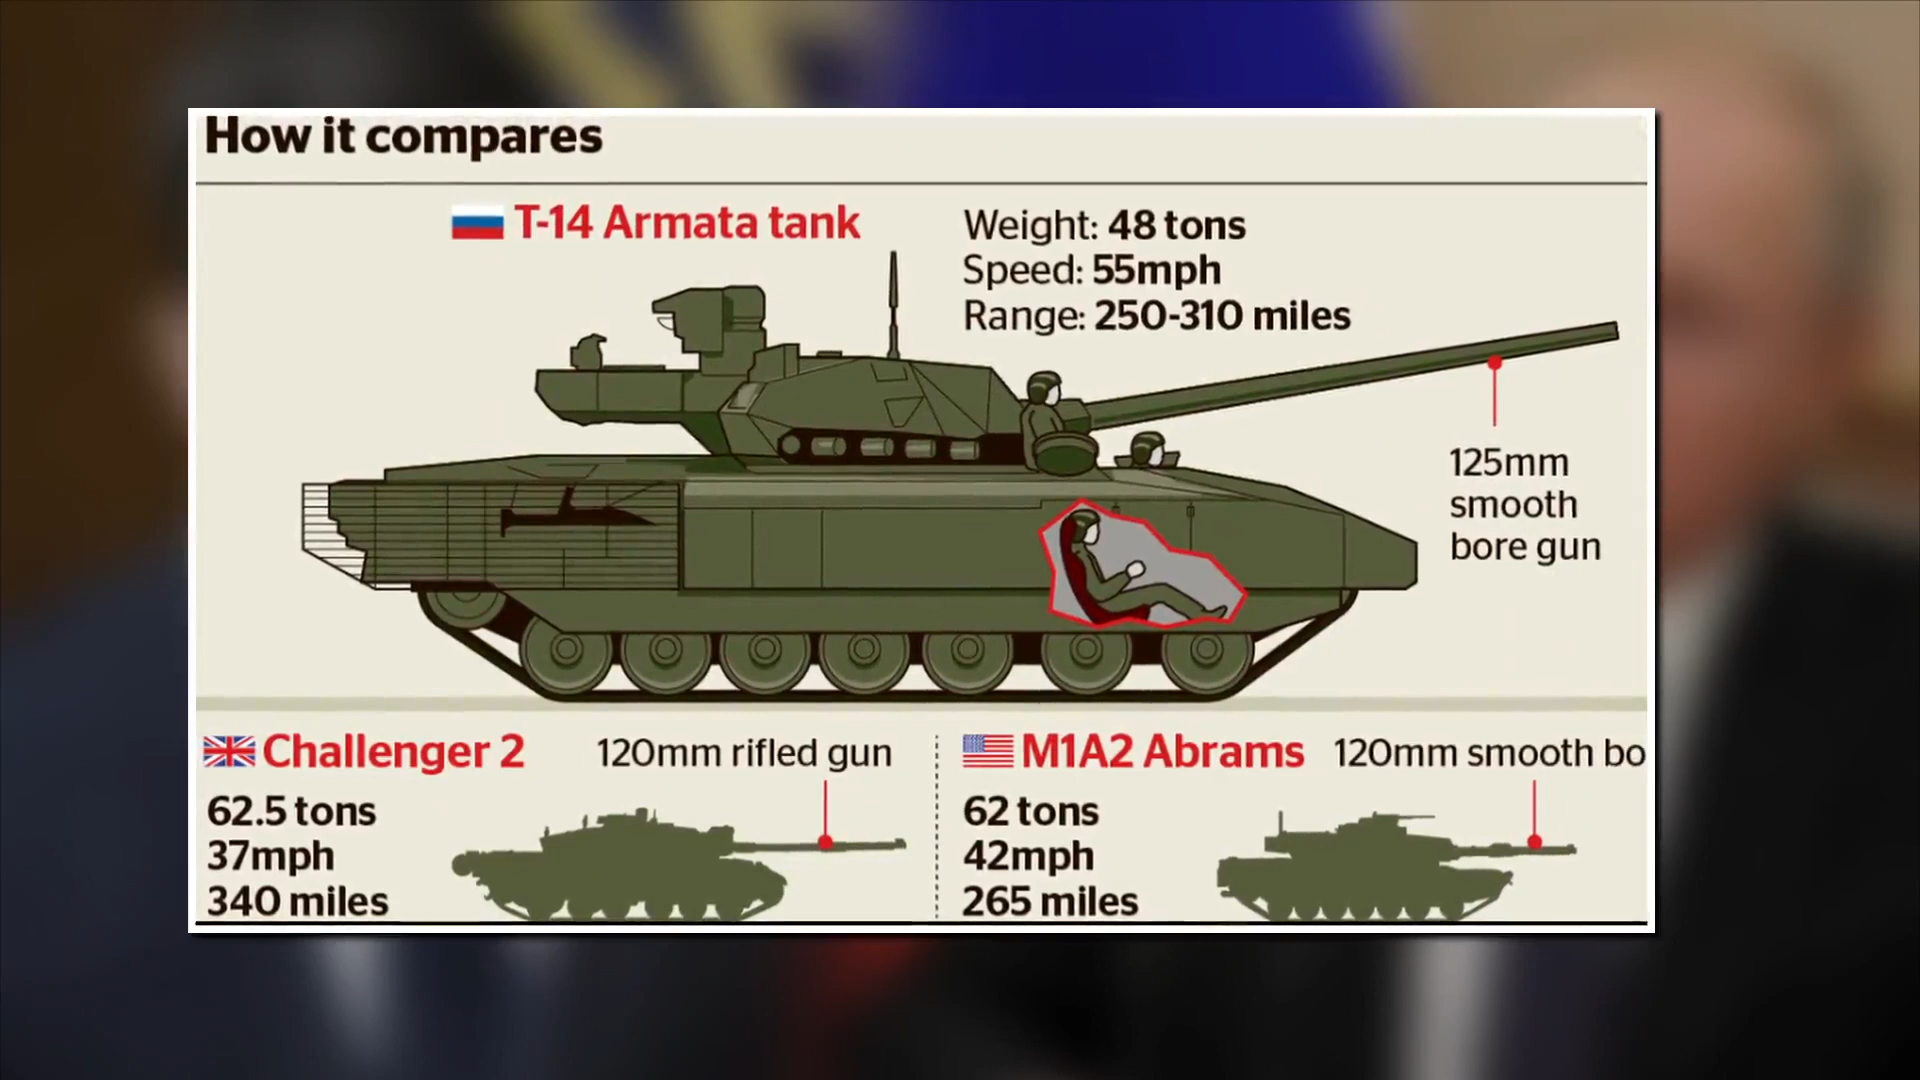 How it compares
T-14 Armata tank
Weight: 48 tons
Speed: 55mph
Range: 250-310 miles
125mm
smooth
bore gun
Challenger 2
120mm rifled gun
62.5 tons
37mph
340 miles
M1A2 Abrams
120mm smooth bo
62 tons
42mph
265 miles